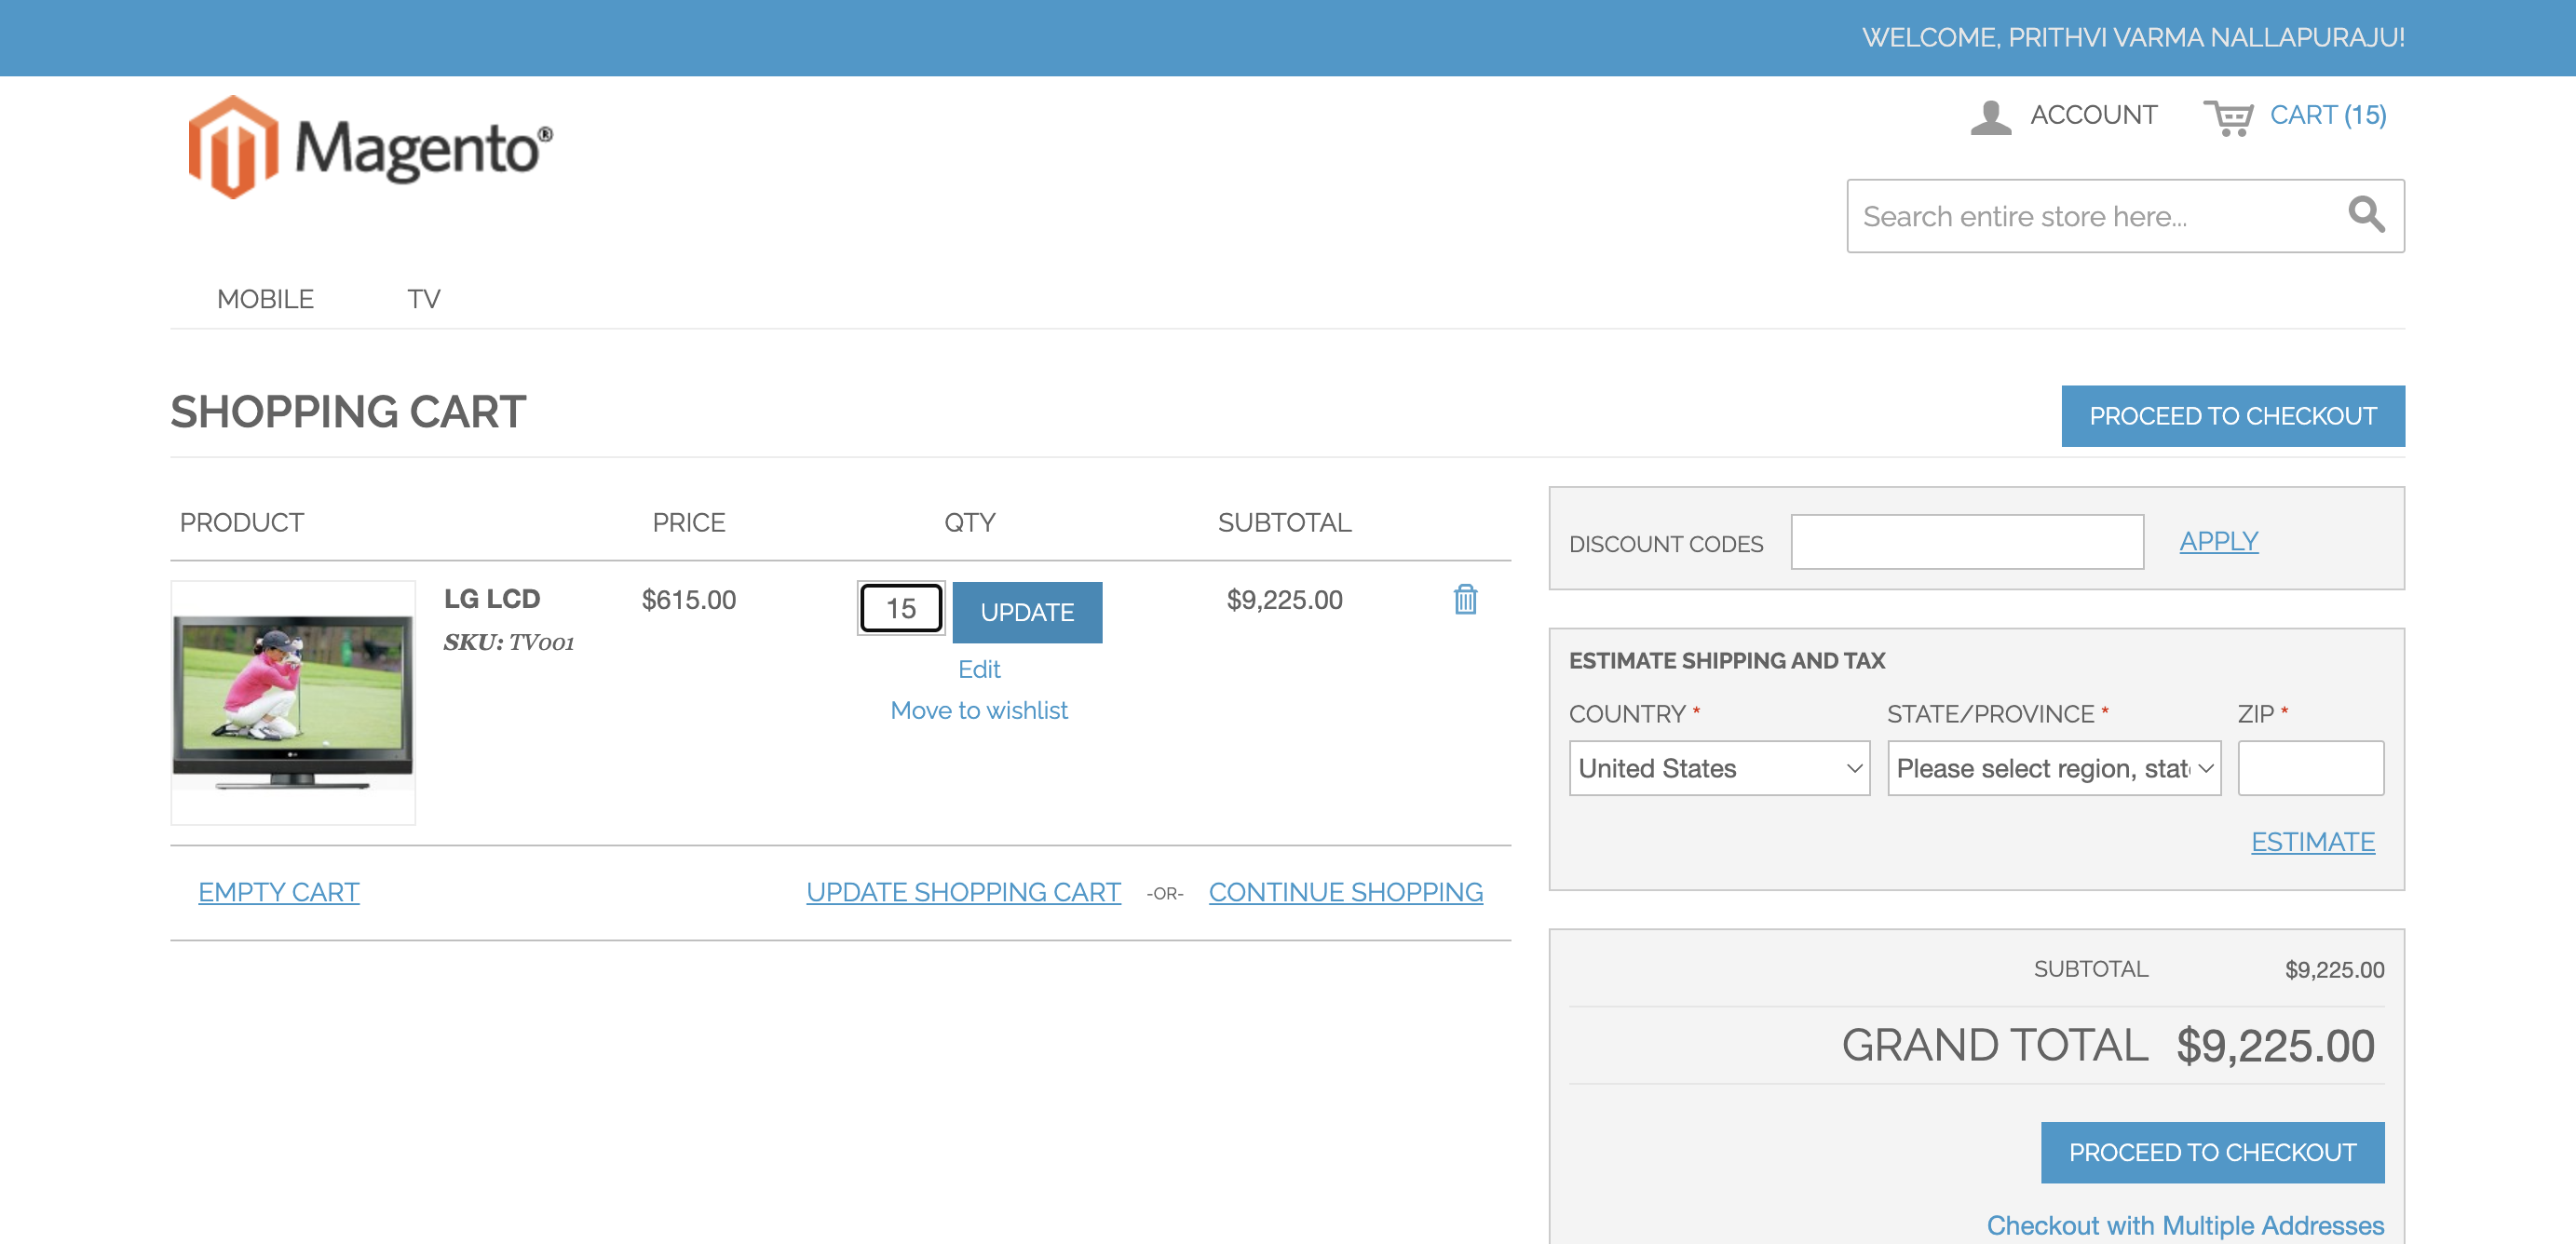 WELCOME, PRITHVI VARMA NALLAPURAJU!
Magento®
ACCOUNT CART (15)
Search entire store here...
MOBILE TV
SHOPPING CART
PROCEED TO CHECKOUT
PRODUCT PRICE QTY SUBTOTAL
LG LCD $615.00 15 UPDATE $9,225.00
SKU: TV001
Edit
Move to wishlist
EMPTY CART UPDATE SHOPPING CART -OR- CONTINUE SHOPPING
DISCOUNT CODES APPLY
ESTIMATE SHIPPING AND TAX
COUNTRY * STATE/PROVINCE * ZIP *
United States Please select region, stat
ESTIMATE
SUBTOTAL $9,225.00
GRAND TOTAL $9,225.00
PROCEED TO CHECKOUT
Checkout with Multiple Addresses